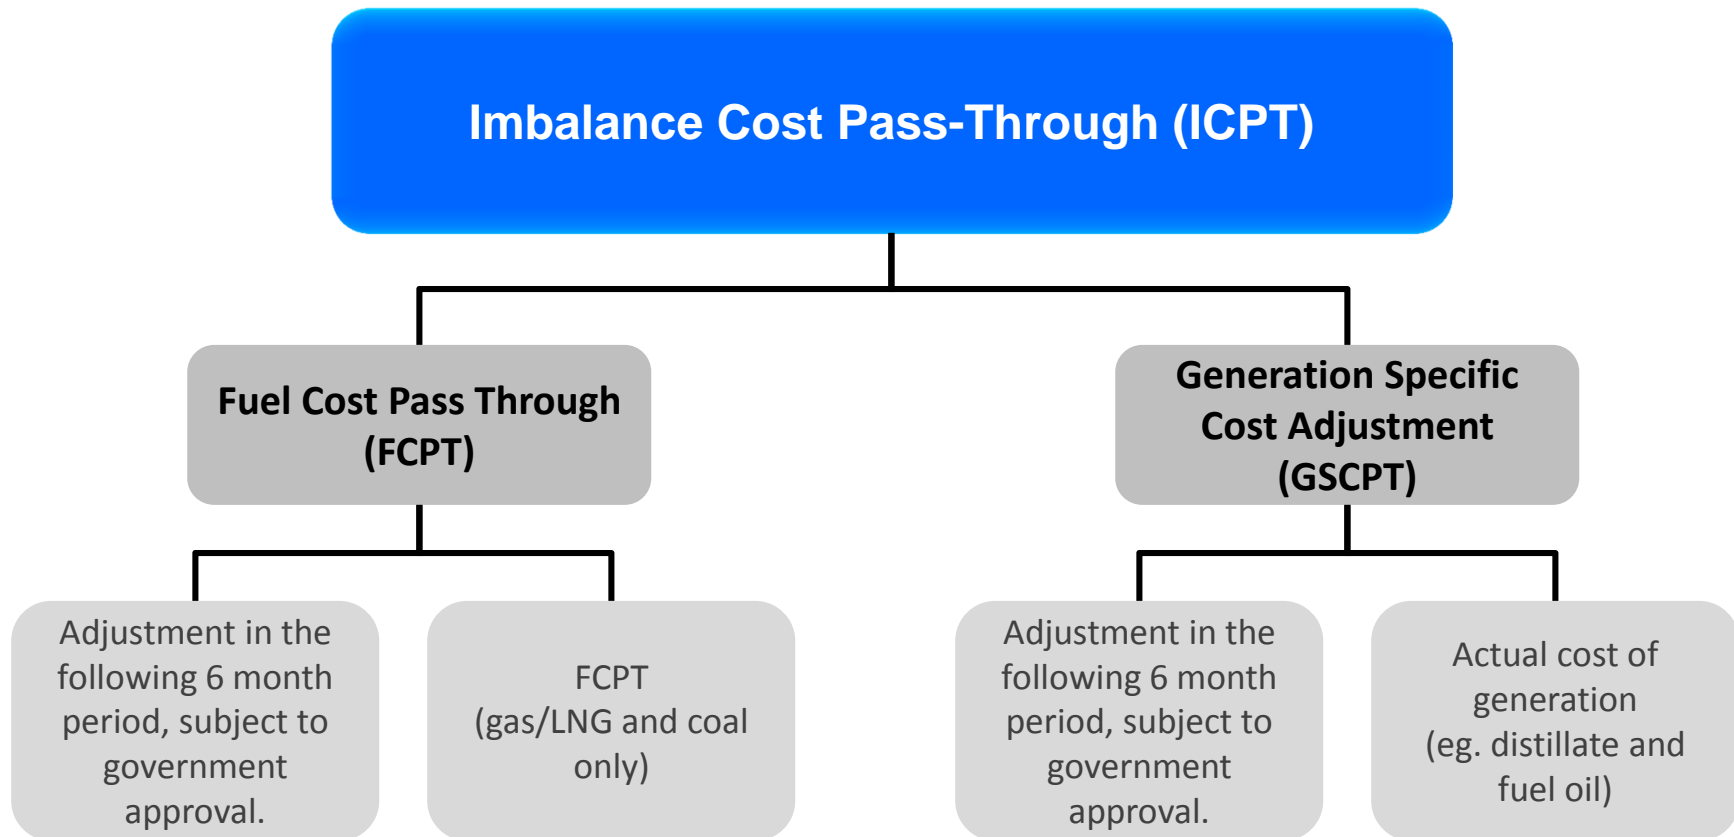 Imbalance Cost Pass-Through (ICPT)
Fuel Cost Pass Through
(FCPT)
Generation Specific
Cost Adjustment
(GSCPT)
Adjustment in the
following 6 month
period, subject to
government
approval.
FCPT
(gas/LNG and coal
only)
Adjustment in the
following 6 month
period, subject to
government
approval.
Actual cost of
generation
(eg. distillate and
fuel oil)